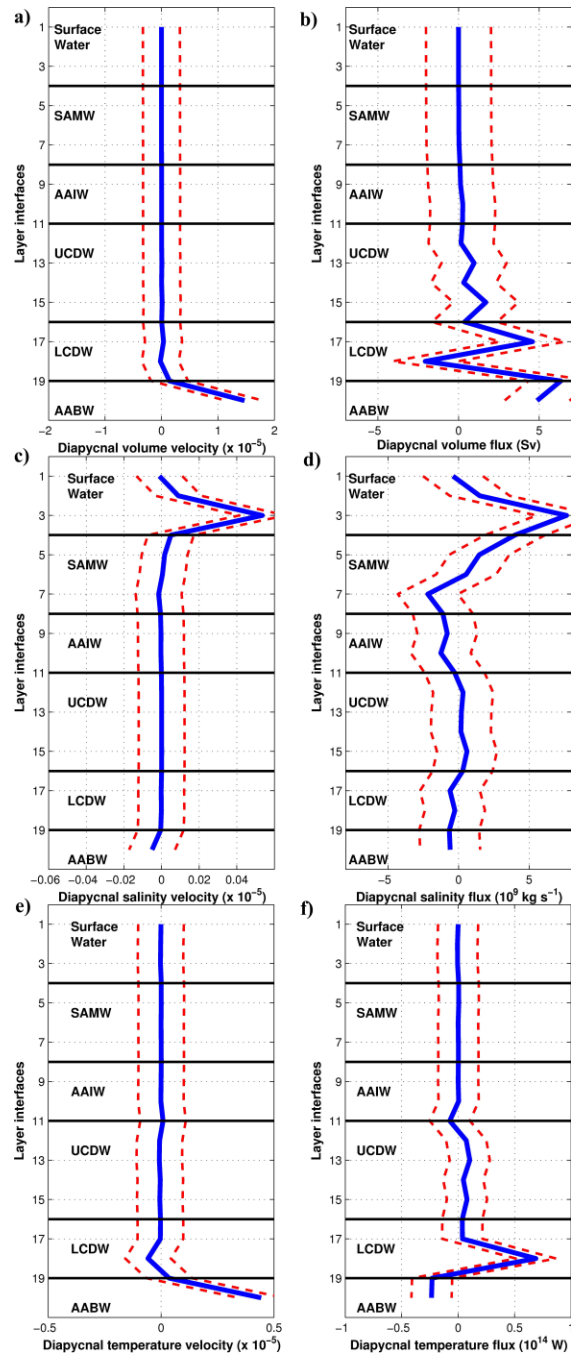 a)
1
Surface
Water
3
5
SAMW
7
9
AAIW
11
UCDW
13
15
17
LCDW
19
AABW
Layer interfaces
−2 −1 0 1 2
Diapycnal volume velocity (x 10⁻⁵)
b)
1
Surface
Water
3
5
SAMW
7
9
AAIW
11
UCDW
13
15
17
LCDW
19
AABW
Layer interfaces
−5 0 5
Diapycnal volume flux (Sv)
c)
1
Surface
Water
3
5
SAMW
7
9
AAIW
11
UCDW
13
15
17
LCDW
19
AABW
Layer interfaces
−0.06 −0.04 −0.02 0 0.02 0.04
Diapycnal salinity velocity (x 10⁻⁵)
d)
1
Surface
Water
3
5
SAMW
7
9
AAIW
11
UCDW
13
15
17
LCDW
19
AABW
Layer interfaces
−5 0 5
Diapycnal salinity flux (10⁹ kg s⁻¹)
e)
1
Surface
Water
3
5
SAMW
7
9
AAIW
11
UCDW
13
15
17
LCDW
19
AABW
Layer interfaces
−0.5 0 0.5
Diapycnal temperature velocity (x 10⁻⁵)
f)
1
Surface
Water
3
5
SAMW
7
9
AAIW
11
UCDW
13
15
17
LCDW
19
AABW
Layer interfaces
−1 −0.5 0 0.5 1
Diapycnal temperature flux (10¹⁴ W)